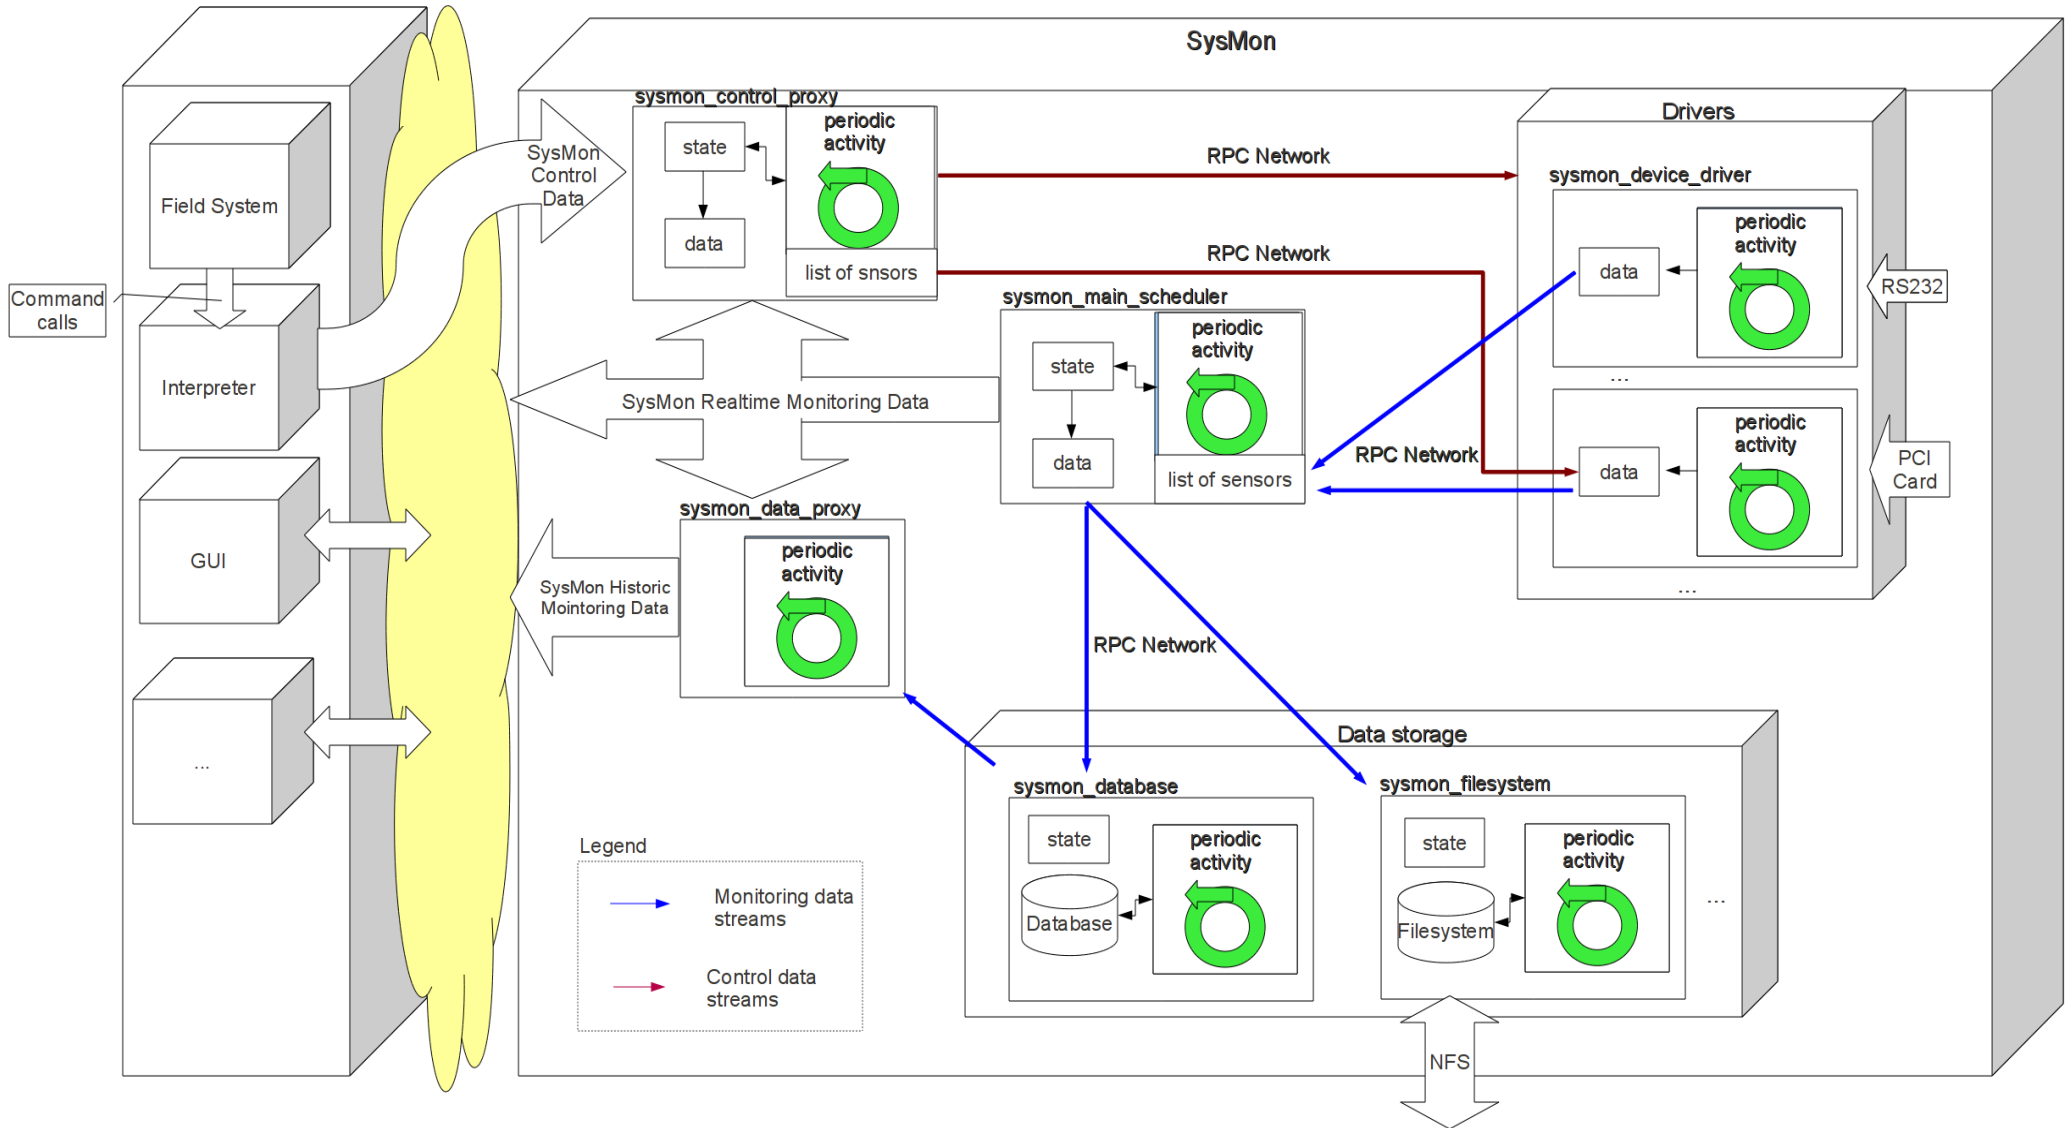 SysMon
sysmon_control_proxy
state
data
periodic
activity
list of snsors
SysMon
Control
Data
Field System
Command
calls
Interpreter
GUI
...
RPC Network
RPC Network
Drivers
sysmon_device_driver
data
periodic
activity
RS232
...
data
periodic
activity
PCI
Card
...
sysmon_main_scheduler
state
data
periodic
activity
list of sensors
RPC Network
SysMon Realtime Monitoring Data
sysmon_data_proxy
periodic
activity
SysMon Historic
Mointoring Data
RPC Network
Data storage
sysmon_database
state
Database
periodic
activity
sysmon_filesystem
state
Filesystem
periodic
activity
...
NFS
Legend
Monitoring data
streams
Control data
streams